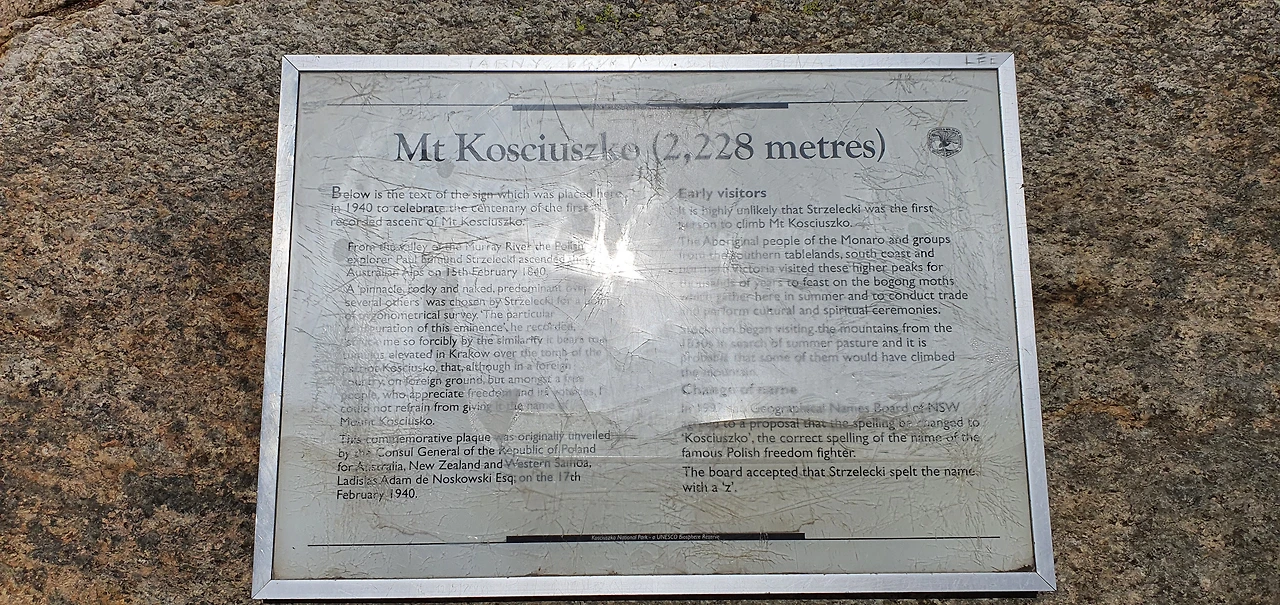 Mt Kosciuszko (2,228 metres)
Below is the text of the sign which was placed here
in 1940 to celebrate the centenary of the first
recorded ascent of Mt Kosciuszko:
From the valley of the Murray River the Polish
explorer Paul Edmund Strzelecki ascended these
Australian Alps on 15th February 1840.
A 'pinnacle, rocky and naked, predominant over
several others' was chosen by Strzelecki for a point
of trigonometrical survey. 'The particular
configuration of this eminence', he recorded,
'struck me so forcibly by the similarity it bears to a
tumulus elevated in Krakow over the tomb of the
patriot Kosciusko, that, although in a foreign
country, on foreign ground, but amongst a free
people, who appreciate freedom and its votaries, I
could not refrain from giving it the name
Mount Kosciusko.
This commemorative plaque was originally unveiled
by the Consul General of the Republic of Poland
for Australia, New Zealand and Western Samoa,
Ladislas Adam de Noskowski Esq; on the 17th
February 1940.
Early visitors
It is highly unlikely that Strzelecki was the first
person to climb Mt Kosciuszko.
The Aboriginal people of the Monaro and groups
from the southern tablelands, south coast and
northern Victoria visited these higher peaks for
thousands of years to feast on the bogong moths
which gather here in summer and to conduct trade
and perform cultural and spiritual ceremonies.
Stockmen began visiting the mountains from the
1830s in search of summer pasture and it is
probable that some of them would have climbed
the mountain.
Change of name
In 1997 Geographical Names Board of NSW
agreed to a proposal that the spelling be changed to
'Kosciuszko', the correct spelling of the name of the
famous Polish freedom fighter.
The board accepted that Strzelecki spelt the name
with a 'z'.
Kosciuszko National Park - a UNESCO Biosphere Reserve